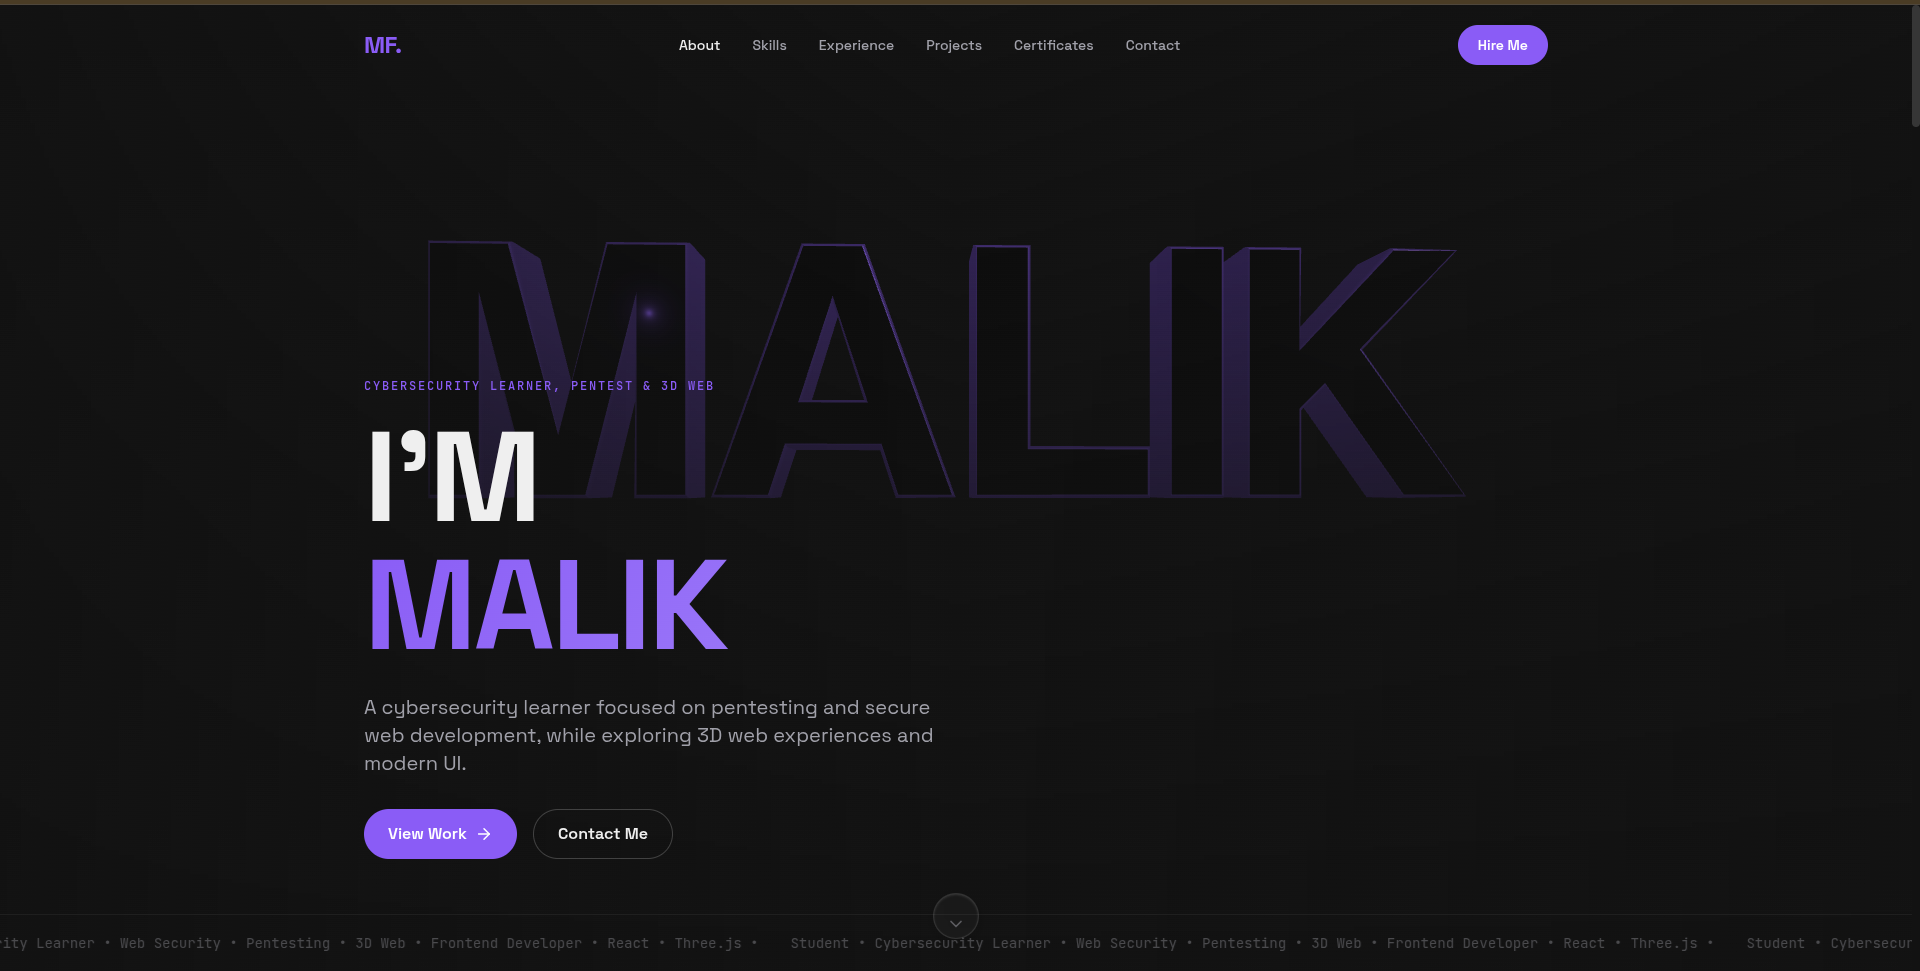 MF.
About
Skills
Experience
Projects
Certificates
Contact
Hire Me
MALIK
CYBERSECURITY LEARNER, PENTEST & 3D WEB
I’M
MALIK
A cybersecurity learner focused on pentesting and secure
web development, while exploring 3D web experiences and
modern UI.
View Work →
Contact Me
rity Learner • Web Security • Pentesting • 3D Web • Frontend Developer • React • Three.js • Student • Cybersecurity Learner • Web Security • Pentesting • 3D Web • Frontend Developer • React • Three.js • Student • Cybersecur